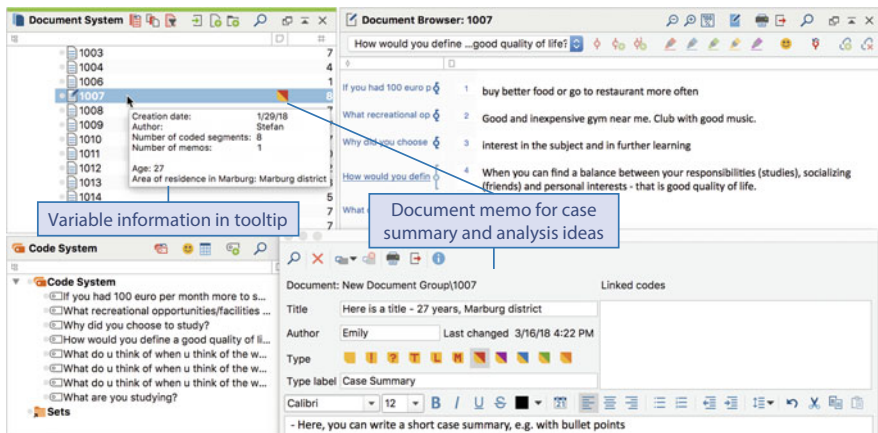 Document System
1003 7
1004 4
1006 1
1007 8
1008 7
1009
1010
1011
1012
1013
1014 5
7
7
Creation date: 1/29/18
Author: Stefan
Number of coded segments: 8
Number of memos: 1
Age: 27
Area of residence in Marburg: Marburg district
Variable information in tooltip
Document Browser: 1007
How would you define ...good quality of life?
If you had 100 euro p
1 buy better food or go to restaurant more often
What recreational op
2 Good and inexpensive gym near me. Club with good music.
Why did you choose
3 interest in the subject and in further learning
How would you defin
4 When you can find a balance between your responsibilities (studies), socializing
(friends) and personal interests - that is good quality of life.
What
Document memo for case
summary and analysis ideas
Code System
Code System
If you had 100 euro per month more to s...
What recreational opportunities/facilities ...
Why did you choose to study?
How would you define a good quality of li...
What do u think of when u think of the w...
What do u think of when u think of the w...
What do u think of when u think of the w...
What are you studying?
Sets
Document: New Document Group\1007
Linked codes
Title Here is a title - 27 years, Marburg district
Author Emily Last changed 3/16/18 4:22 PM
Type ! ? T L M
Type label Case Summary
Calibri 12 B I U S
- Here, you can write a short case summary, e.g. with bullet points